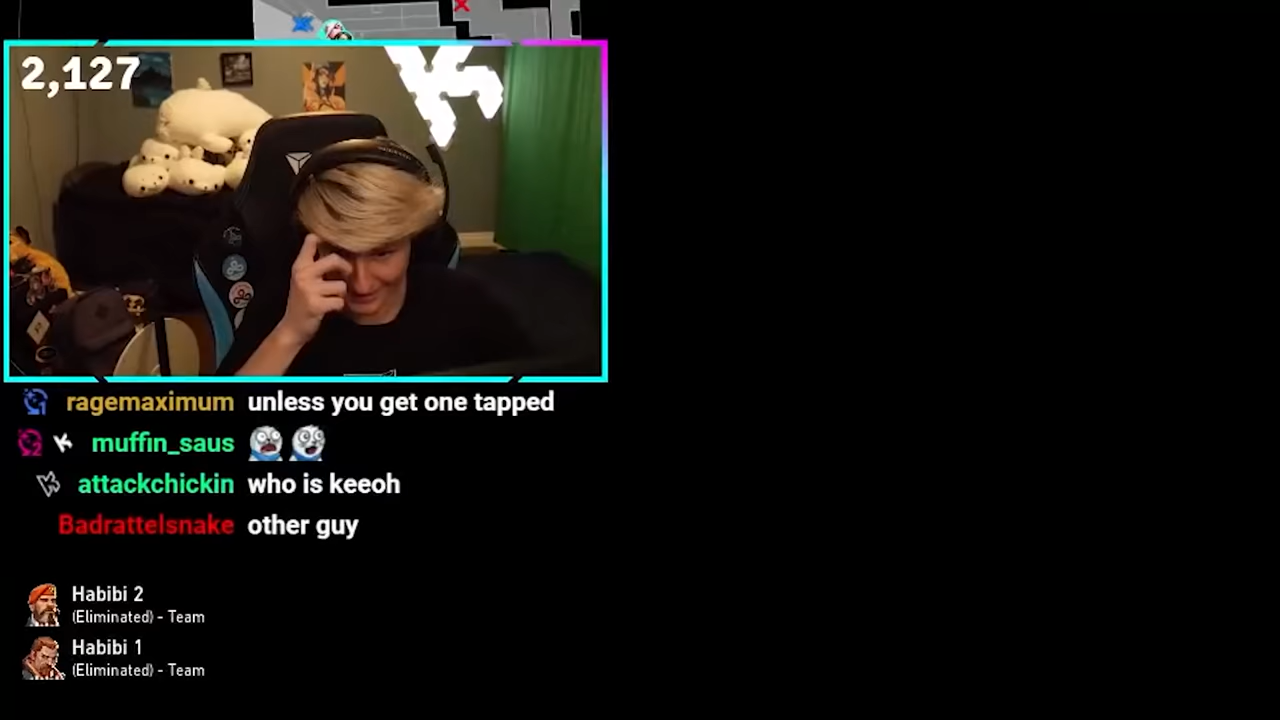 2,127
ragemaximum unless you get one tapped
muffin_saus
attackchickin who is keeoh
Badrattelsnake other guy
Habibi 2
(Eliminated) - Team
Habibi 1
(Eliminated) - Team